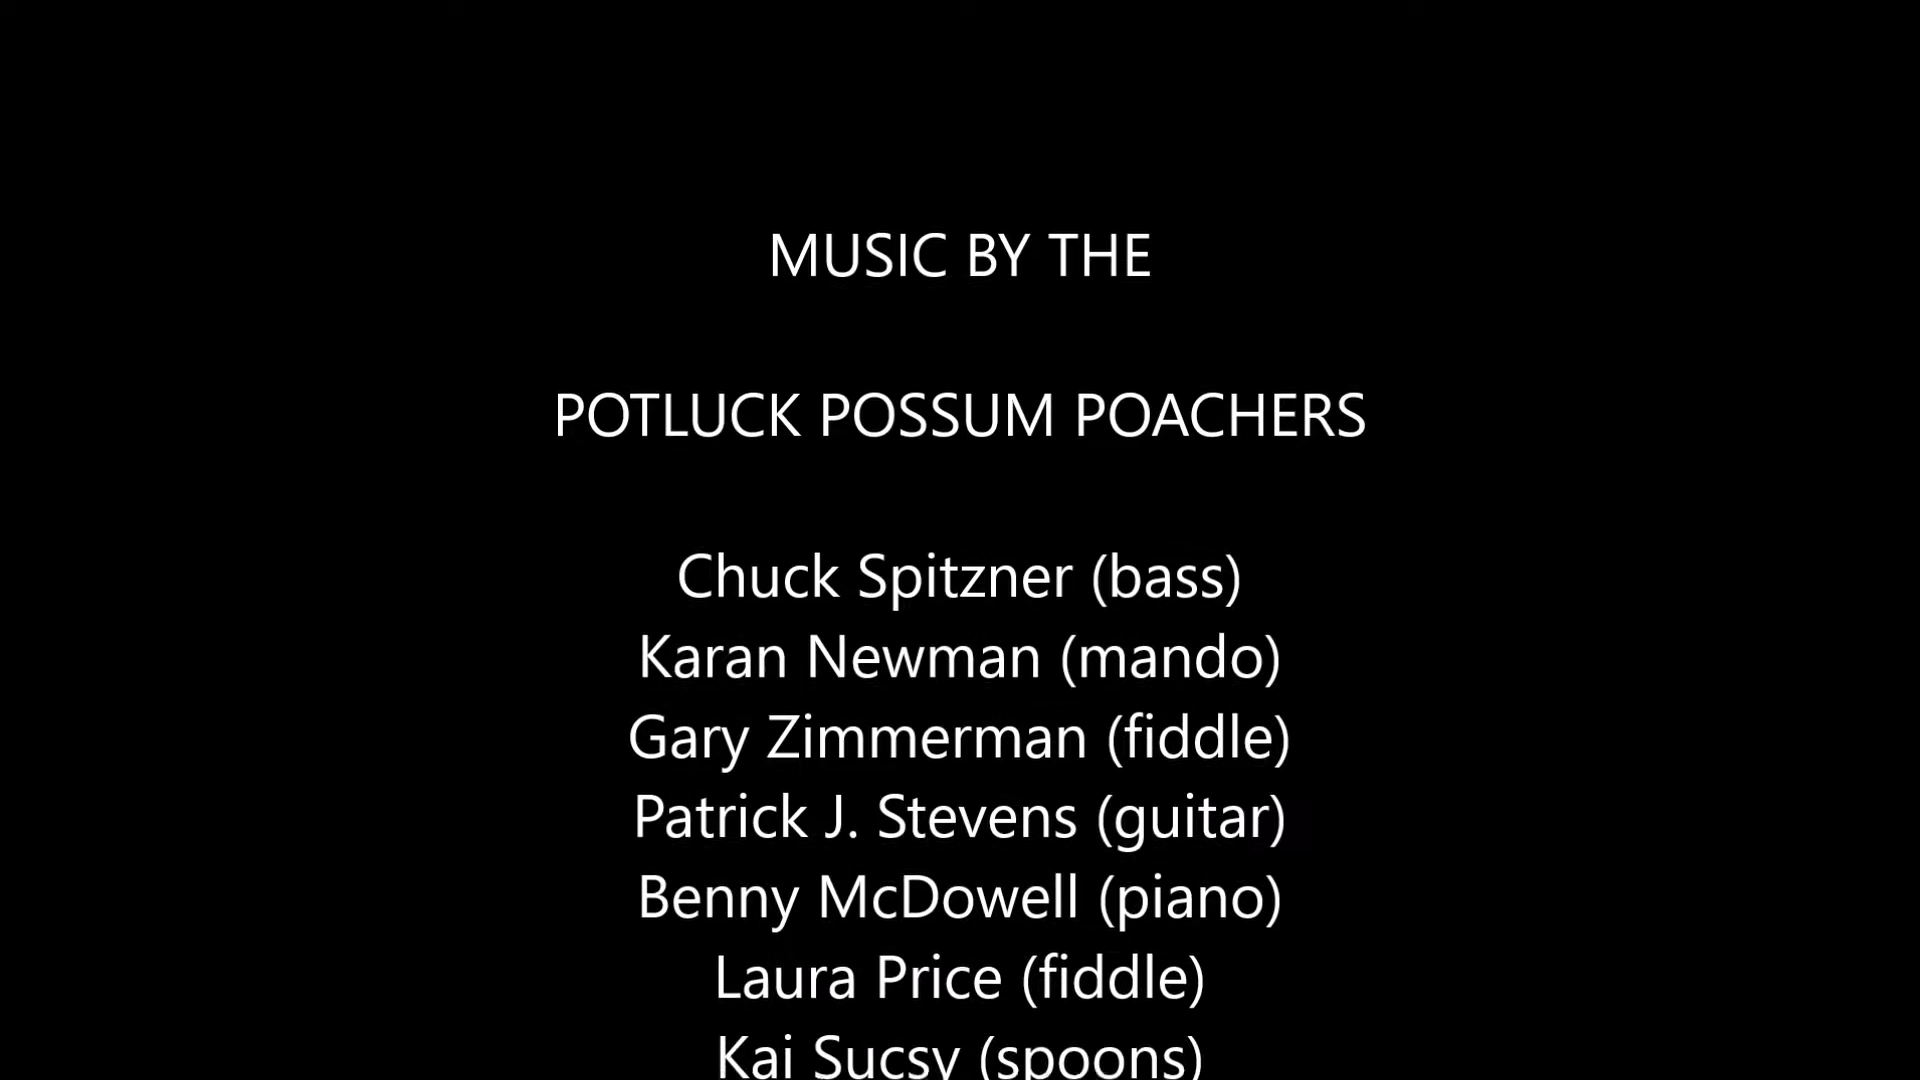 MUSIC BY THE
POTLUCK POSSUM POACHERS
Chuck Spitzner (bass)
Karan Newman (mando)
Gary Zimmerman (fiddle)
Patrick J. Stevens (guitar)
Benny McDowell (piano)
Laura Price (fiddle)
Kai Sucsy (spoons)